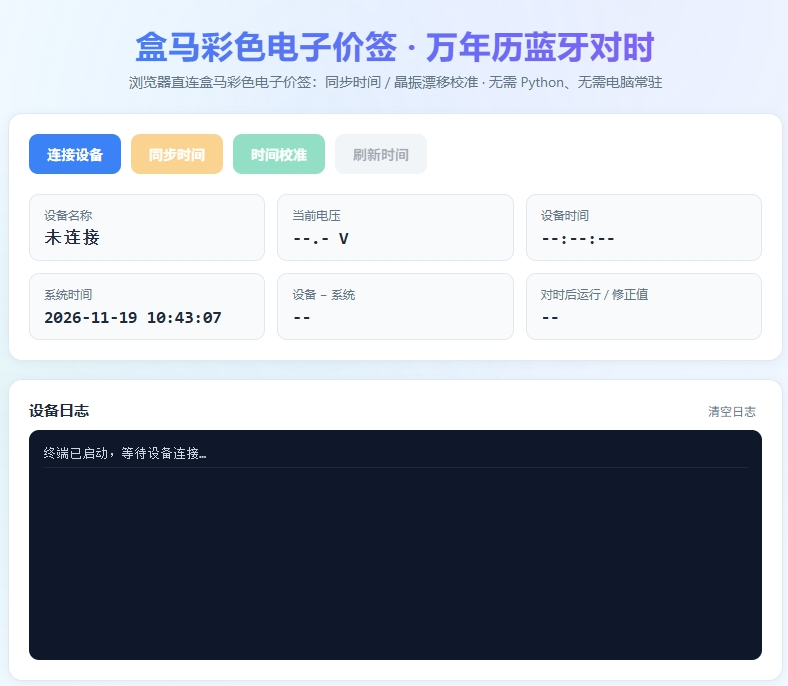 盒马彩色电子价签 · 万年历蓝牙对时
浏览器直连盒马彩色电子价签：同步时间 / 晶振漂移校准 · 无需 Python、无需电脑常驻
连接设备 同步时间 时间校准 刷新时间
设备名称 当前电压 设备时间
未连接 --.- V --:--:--
系统时间 设备 − 系统 对时后运行 / 修正值
2026-11-19 10:43:07 -- --
设备日志 清空日志
终端已启动，等待设备连接…